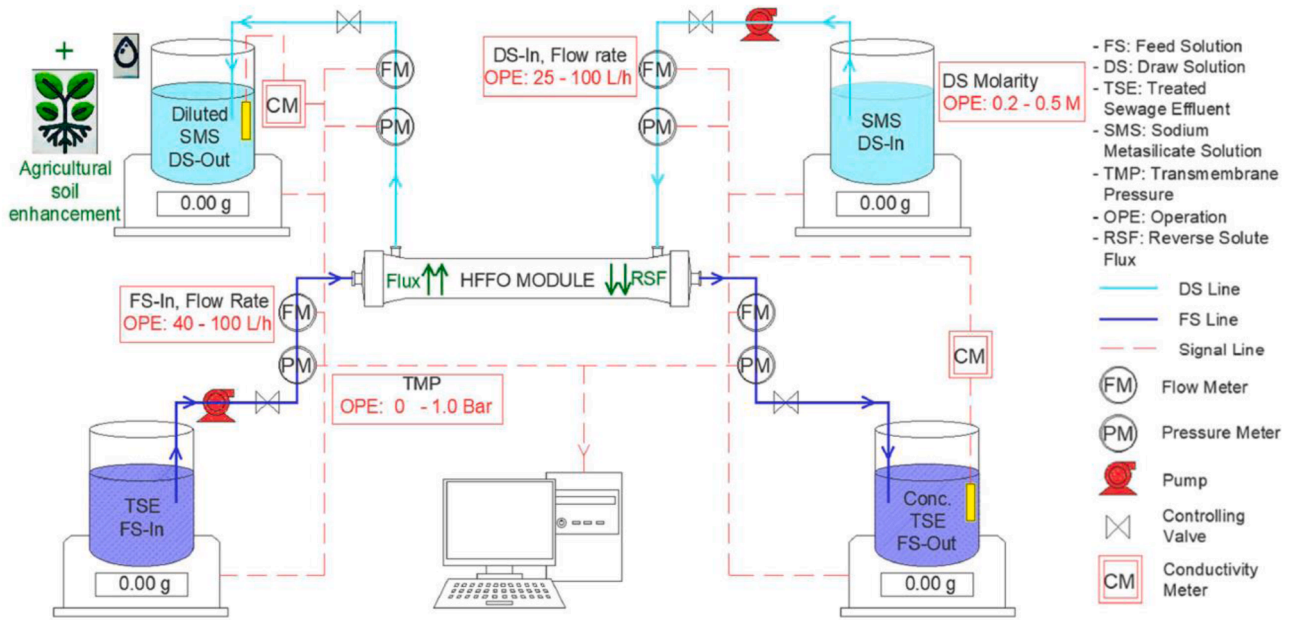 +
Agricultural
soil
enhancement
Diluted
SMS
DS-Out
0.00 g
CM
FM
PM
DS-In, Flow rate
OPE: 25 - 100 L/h
FM
PM
SMS
DS-In
0.00 g
DS Molarity
OPE: 0.2 - 0.5 M
Flux HFFO MODULE RSF
FS-In, Flow Rate
OPE: 40 - 100 L/h
FM
PM
TMP
OPE: 0 - 1.0 Bar
TSE
FS-In
0.00 g
FM
PM
CM
Conc.
TSE
FS-Out
0.00 g
- FS: Feed Solution
- DS: Draw Solution
- TSE: Treated
Sewage Effluent
- SMS: Sodium
Metasilicate Solution
- TMP: Transmembrane
Pressure
- OPE: Operation
- RSF: Reverse Solute
Flux
DS Line
FS Line
Signal Line
FM Flow Meter
PM Pressure Meter
Pump
Controlling
Valve
CM Conductivity
Meter